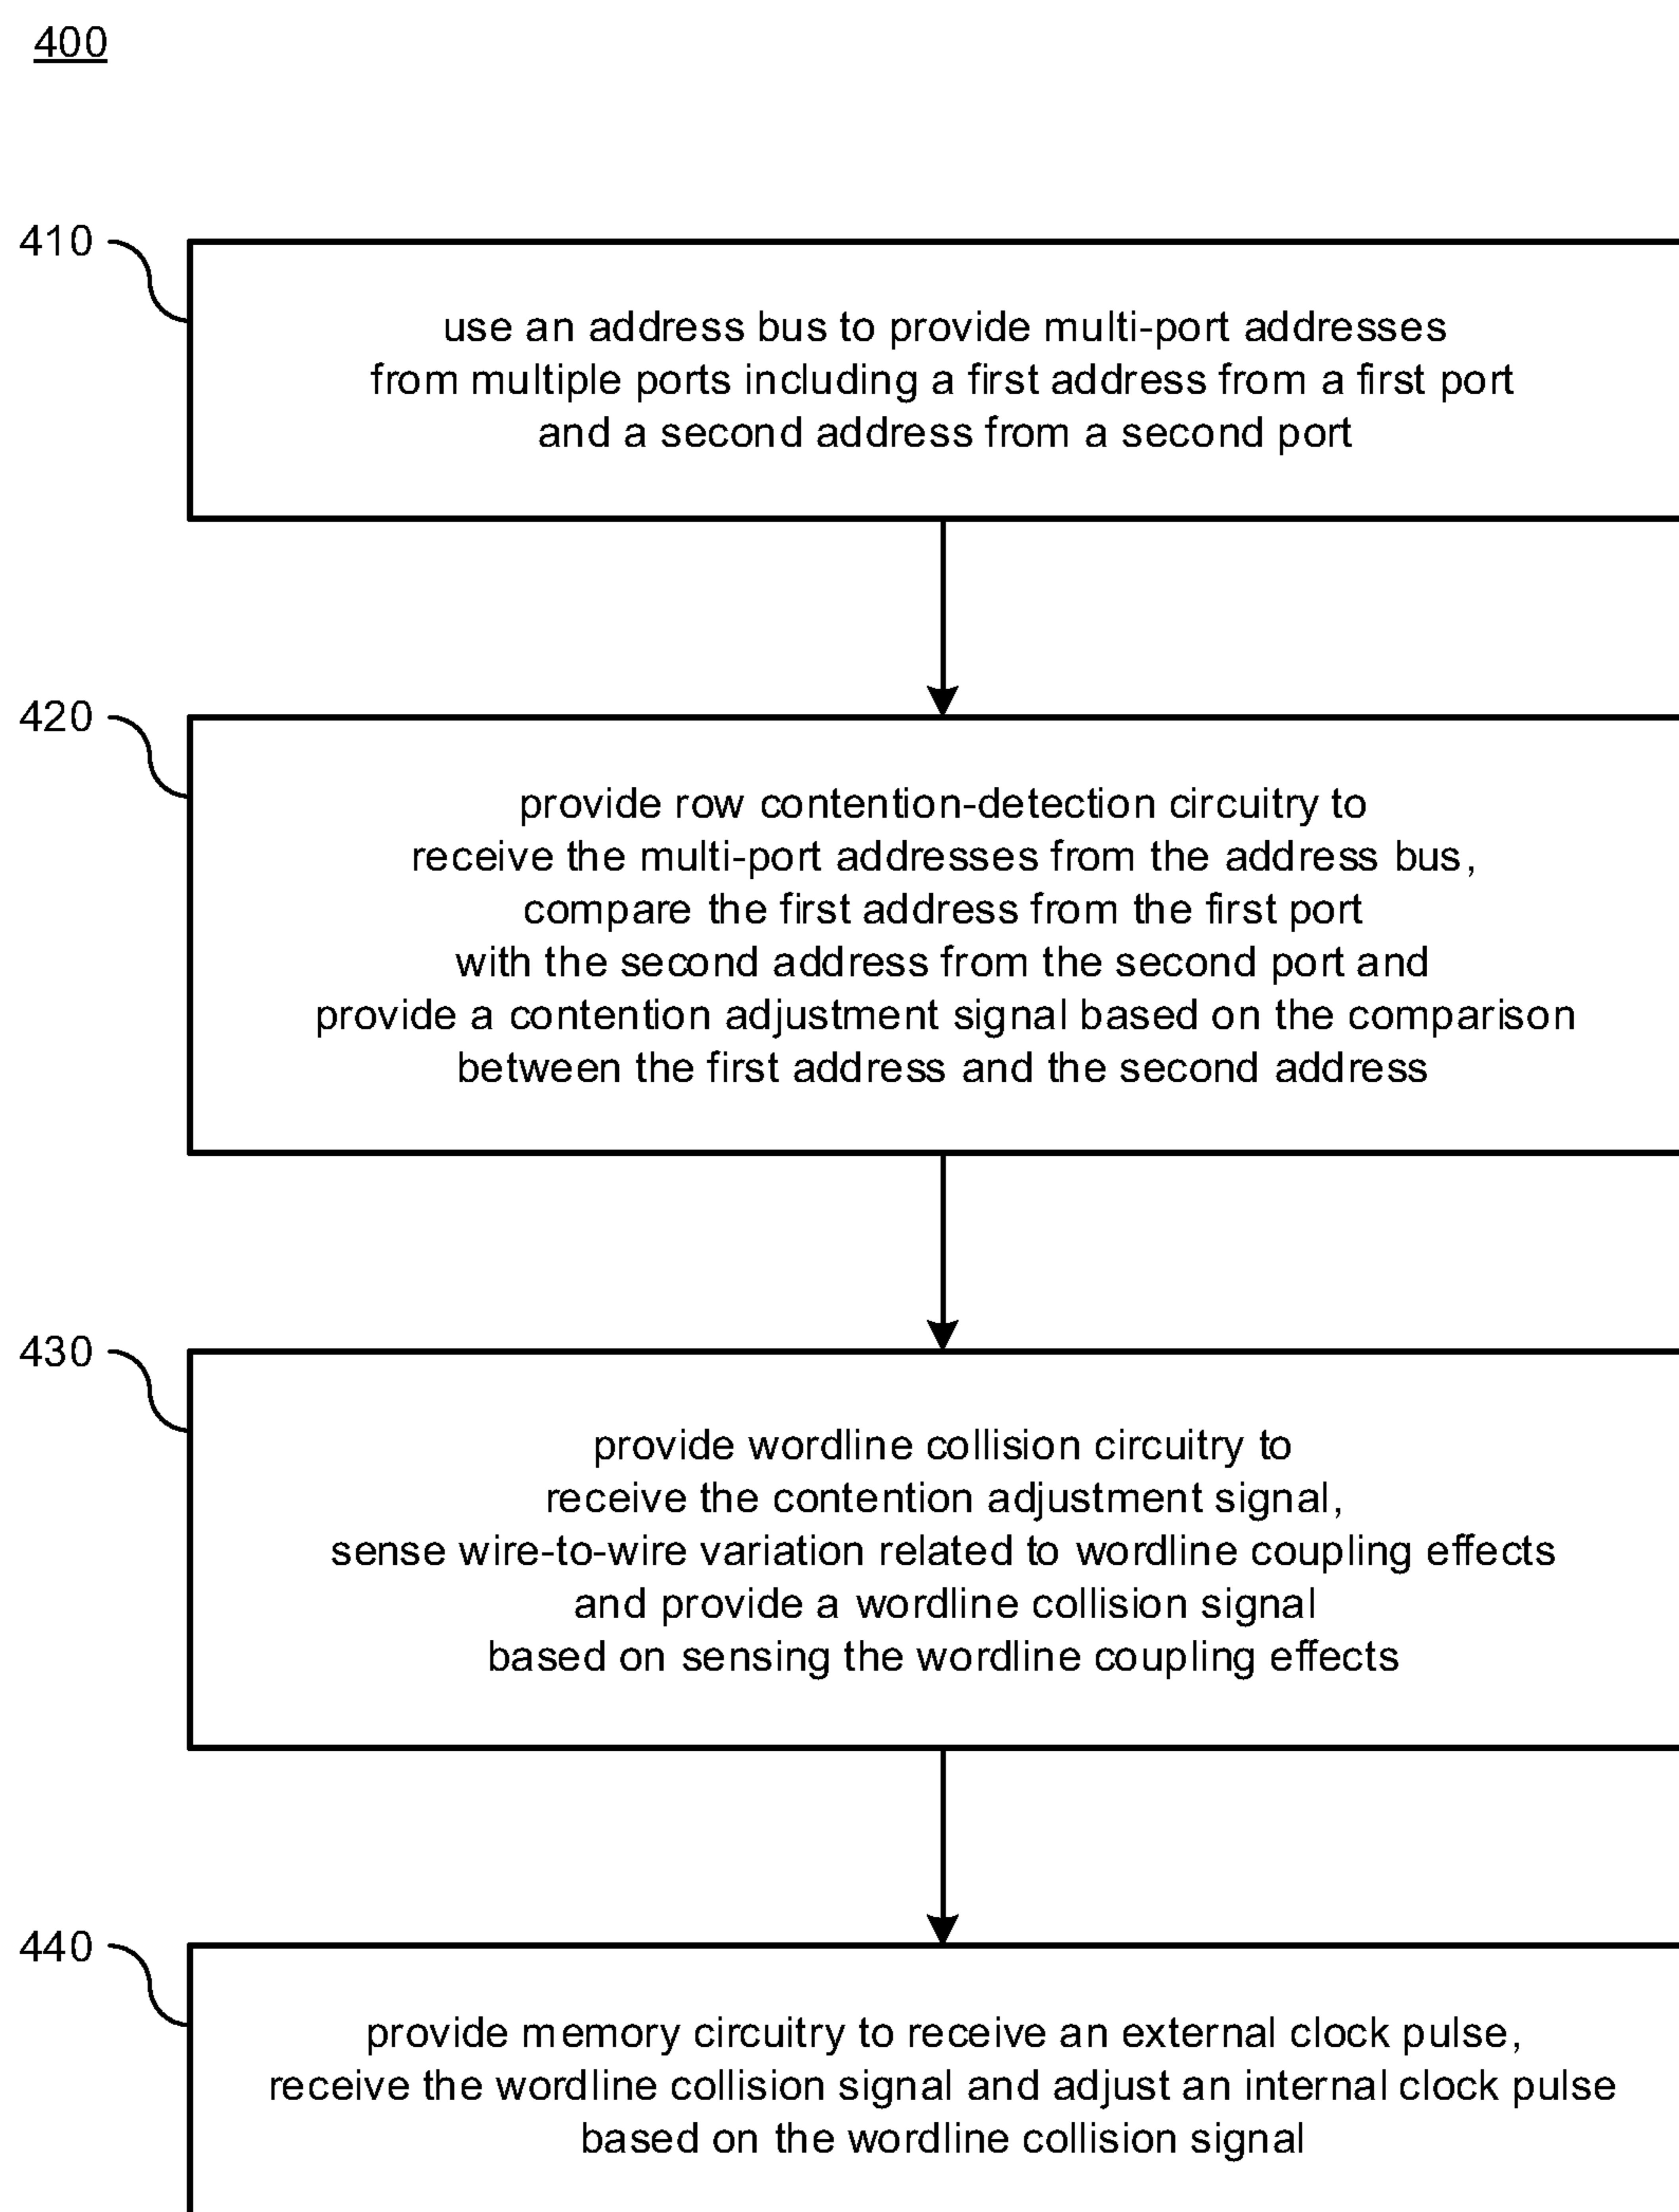 400
410
use an address bus to provide multi-port addresses
from multiple ports including a first address from a first port
and a second address from a second port
420
provide row contention-detection circuitry to
receive the multi-port addresses from the address bus,
compare the first address from the first port
with the second address from the second port and
provide a contention adjustment signal based on the comparison
between the first address and the second address
430
provide wordline collision circuitry to
receive the contention adjustment signal,
sense wire-to-wire variation related to wordline coupling effects
and provide a wordline collision signal
based on sensing the wordline coupling effects
440
provide memory circuitry to receive an external clock pulse,
receive the wordline collision signal and adjust an internal clock pulse
based on the wordline collision signal